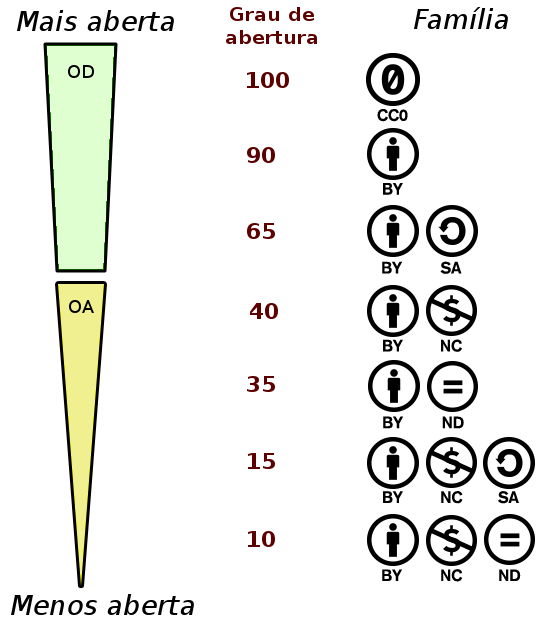 Mais aberta
Grau de
abertura
Família
OD
100
CC0
90
BY
65
BY SA
OA
40
BY NC
35
BY ND
15
BY NC SA
10
BY NC ND
Menos aberta